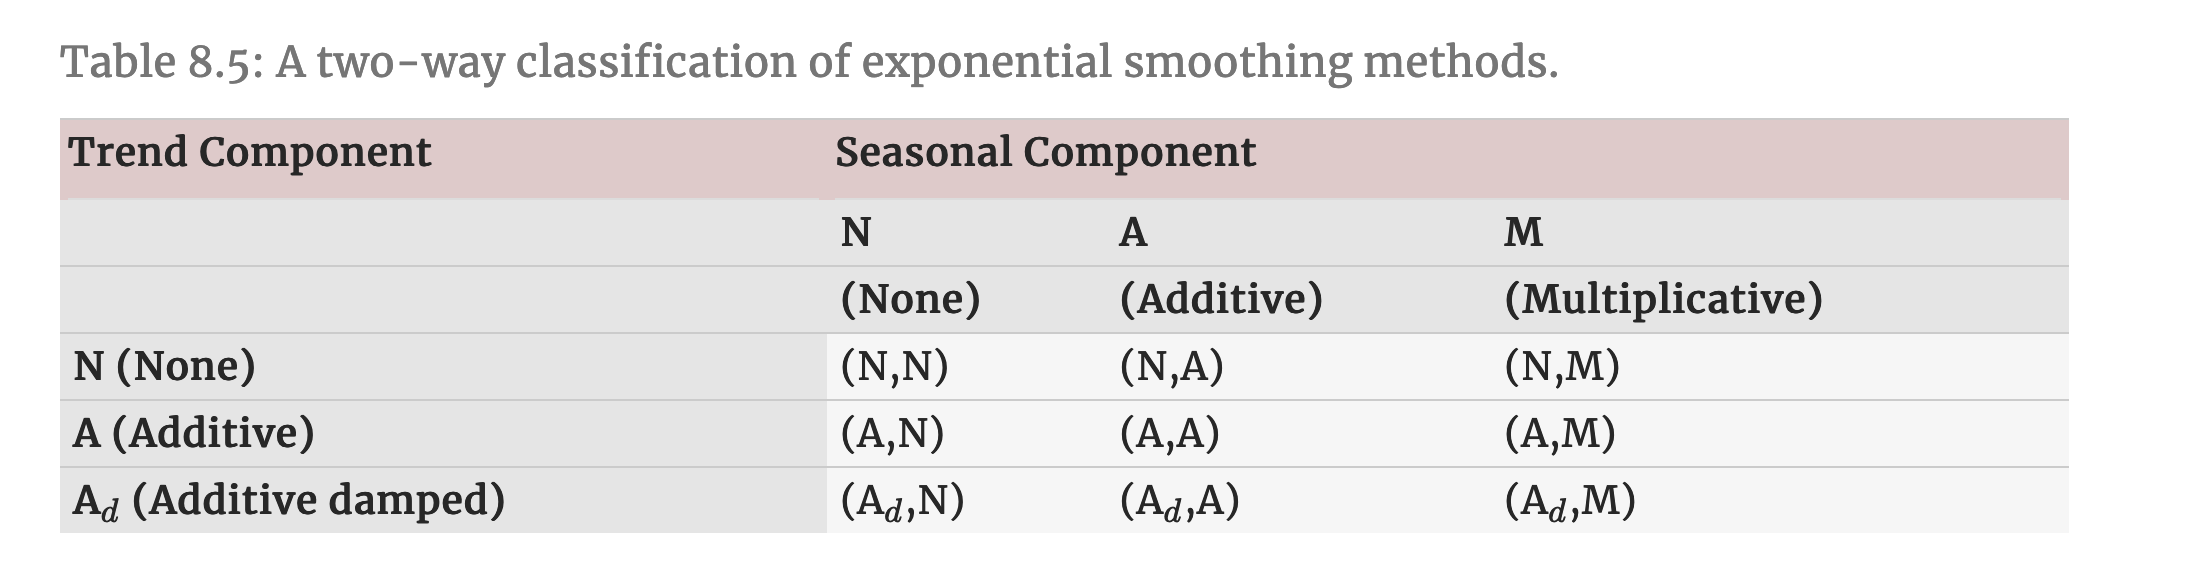 Table 8.5: A two-way classification of exponential smoothing methods.
Trend Component Seasonal Component
N A M
(None) (Additive) (Multiplicative)
N (None) (N,N) (N,A) (N,M)
A (Additive) (A,N) (A,A) (A,M)
A_d (Additive damped) (A_d,N) (A_d,A) (A_d,M)